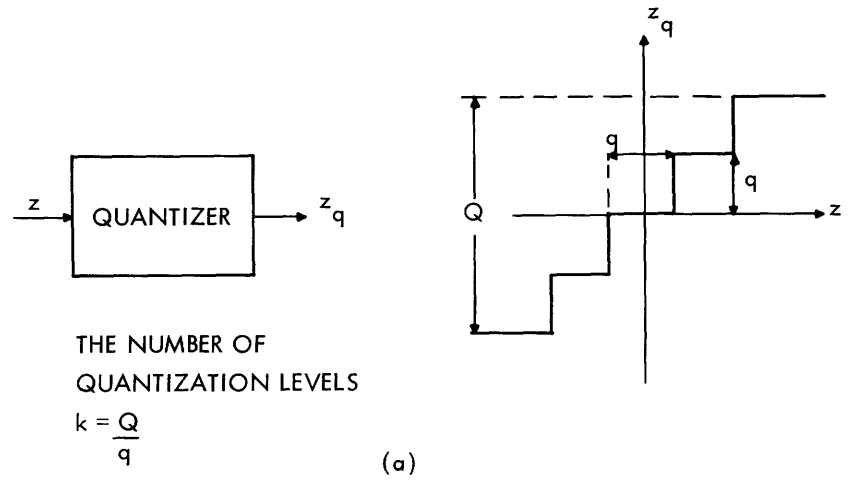 z
QUANTIZER
z_q
THE NUMBER OF
QUANTIZATION LEVELS
k = Q/q
z_q
q
q
Q
z
(a)